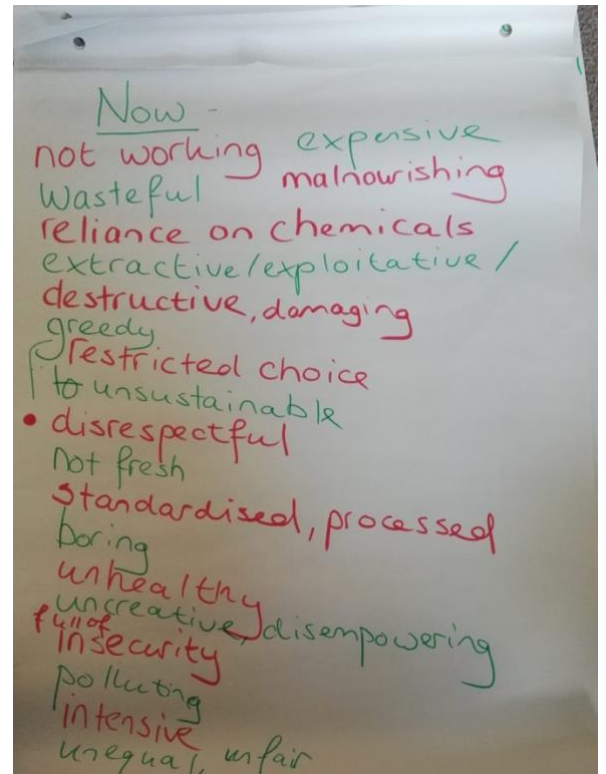 Now -
not working expensive
wasteful malnourishing
reliance on chemicals
extractive/exploitative/
destructive, damaging
greedy
restricted choice
to unsustainable
• disrespectful
not fresh
standardised, processed
boring
unhealthy
uncreative, disempowering
full of
insecurity
polluting
intensive
unequal, unfair